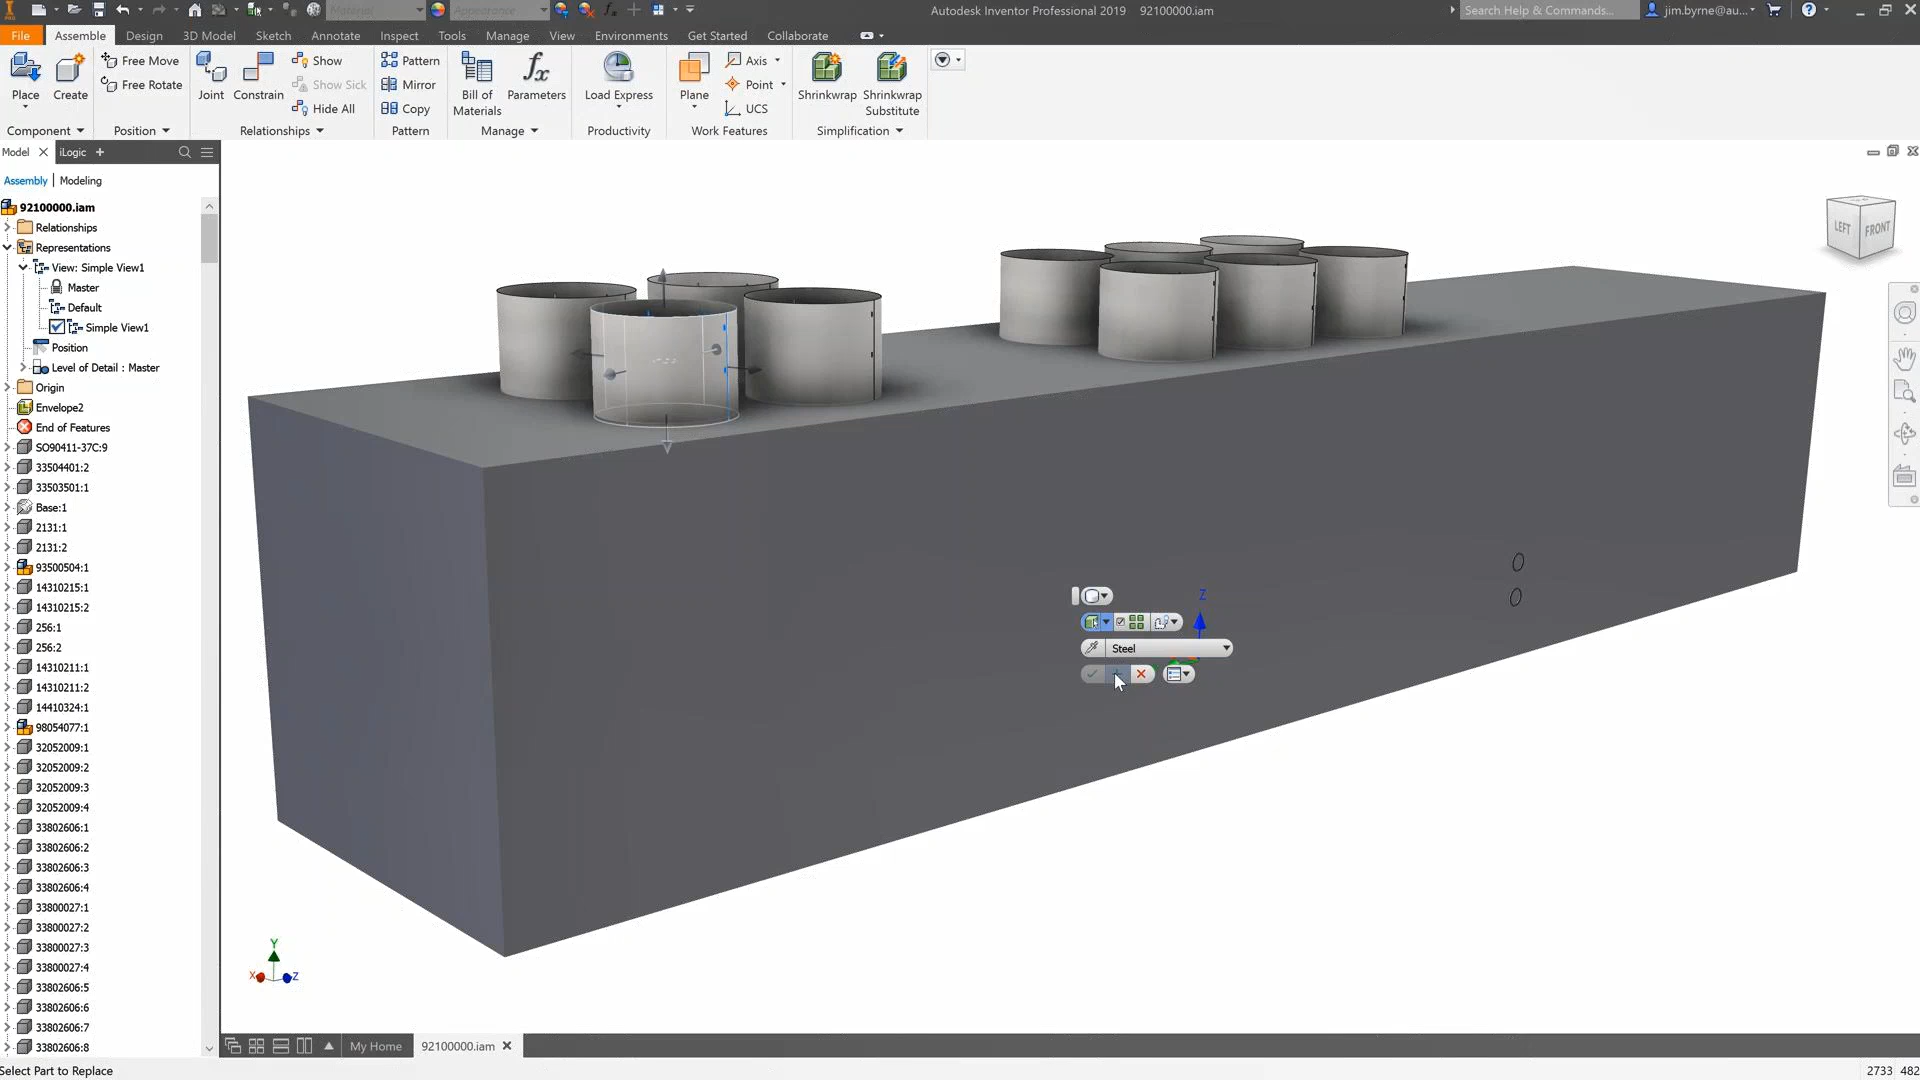 Material
Appearance
Autodesk Inventor Professional 2019 92100000.iam
Search Help & Commands...
jim.byrne@au...
File Assemble Design 3D Model Sketch Annotate Inspect Tools Manage View Environments Get Started Collaborate
Place
Create
Free Move
Free Rotate
Joint
Constrain
Show
Show Sick
Hide All
Pattern
Mirror
Copy
Bill of
Materials
Parameters
Load Express
Plane
Axis
Point
UCS
Shrinkwrap
Shrinkwrap
Substitute
Component Position Relationships Pattern Manage Productivity Work Features Simplification
Model iLogic +
Assembly | Modeling
92100000.iam
Relationships
Representations
View: Simple View1
Master
Default
Simple View1
Position
Level of Detail : Master
Origin
Envelope2
End of Features
SO90411-37C:9
33504401:2
33503501:1
Base:1
2131:1
2131:2
93500504:1
14310215:1
14310215:2
256:1
256:2
14310211:1
14310211:2
14410324:1
98054077:1
32052009:1
32052009:2
32052009:3
32052009:4
33802606:1
33802606:2
33802606:3
33802606:4
33800027:1
33800027:2
33800027:3
33800027:4
33802606:5
33802606:6
33802606:7
33802606:8
LEFT FRONT
Z
Steel
Y
X
Z
My Home 92100000.iam
Select Part to Replace
2733 482